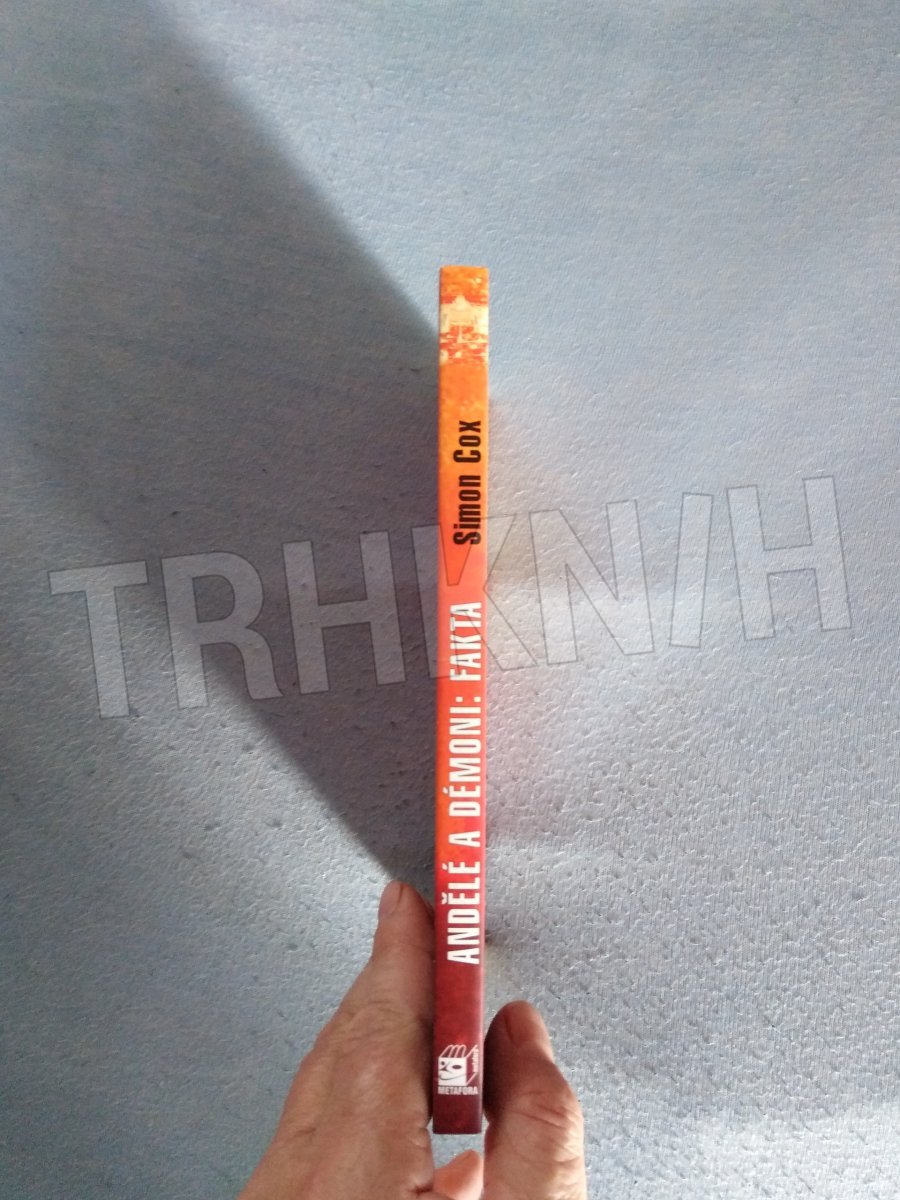 Simon Cox
ANDĚLÉ A DÉMONI: FAKTA
METAFORA
TRHKNIH